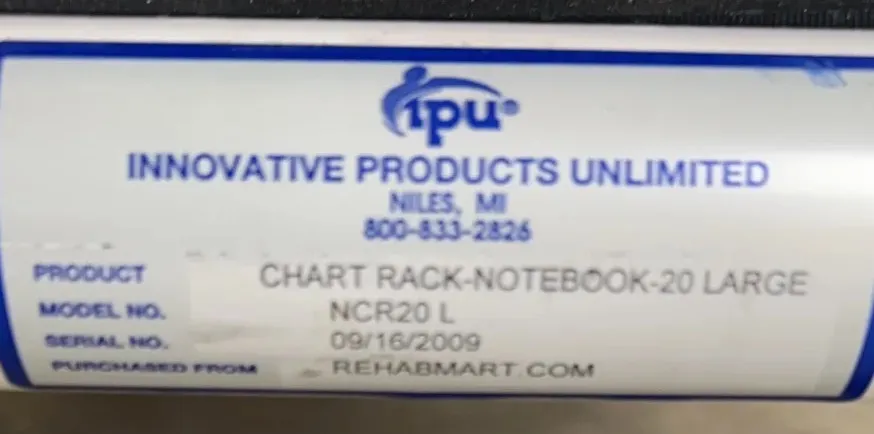 ipu®
INNOVATIVE PRODUCTS UNLIMITED
NILES, MI
800-833-2826
PRODUCT CHART RACK-NOTEBOOK-20 LARGE
MODEL NO. NCR20 L
SERIAL NO. 09/16/2009
PURCHASED FROM REHABMART.COM